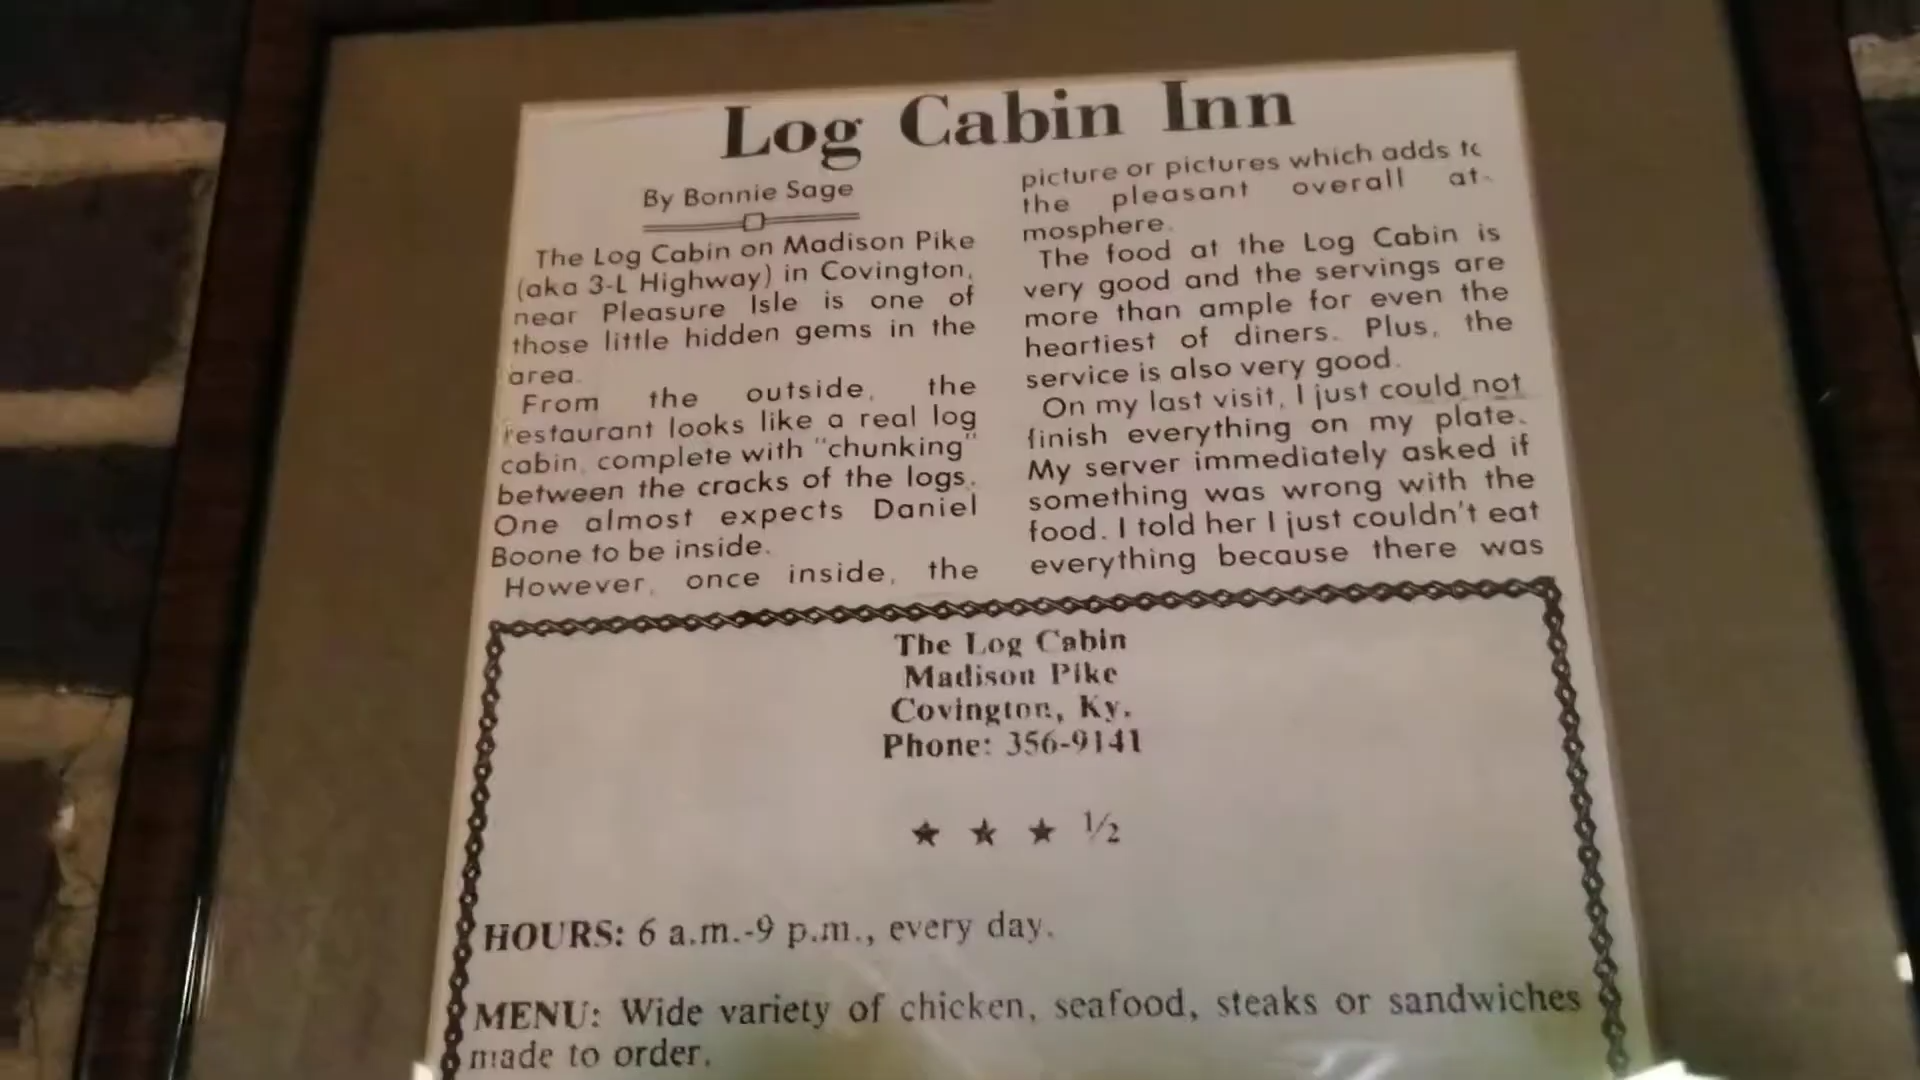 Log Cabin Inn
By Bonnie Sage
The Log Cabin on Madison Pike
(aka 3-L Highway) in Covington,
near Pleasure Isle is one of
those little hidden gems in the
area.
From the outside, the
restaurant looks like a real log
cabin, complete with "chunking"
between the cracks of the logs.
One almost expects Daniel
Boone to be inside.
However, once inside, the
picture or pictures which adds to
the pleasant overall at-
mosphere.
The food at the Log Cabin is
very good and the servings are
more than ample for even the
heartiest of diners. Plus, the
service is also very good.
On my last visit, I just could not
finish everything on my plate.
My server immediately asked if
something was wrong with the
food. I told her I just couldn't eat
everything because there was
The Log Cabin
Madison Pike
Covington, Ky.
Phone: 356-9141
★ ★ ★ ½
HOURS: 6 a.m.-9 p.m., every day.
MENU: Wide variety of chicken, seafood, steaks or sandwiches
made to order.